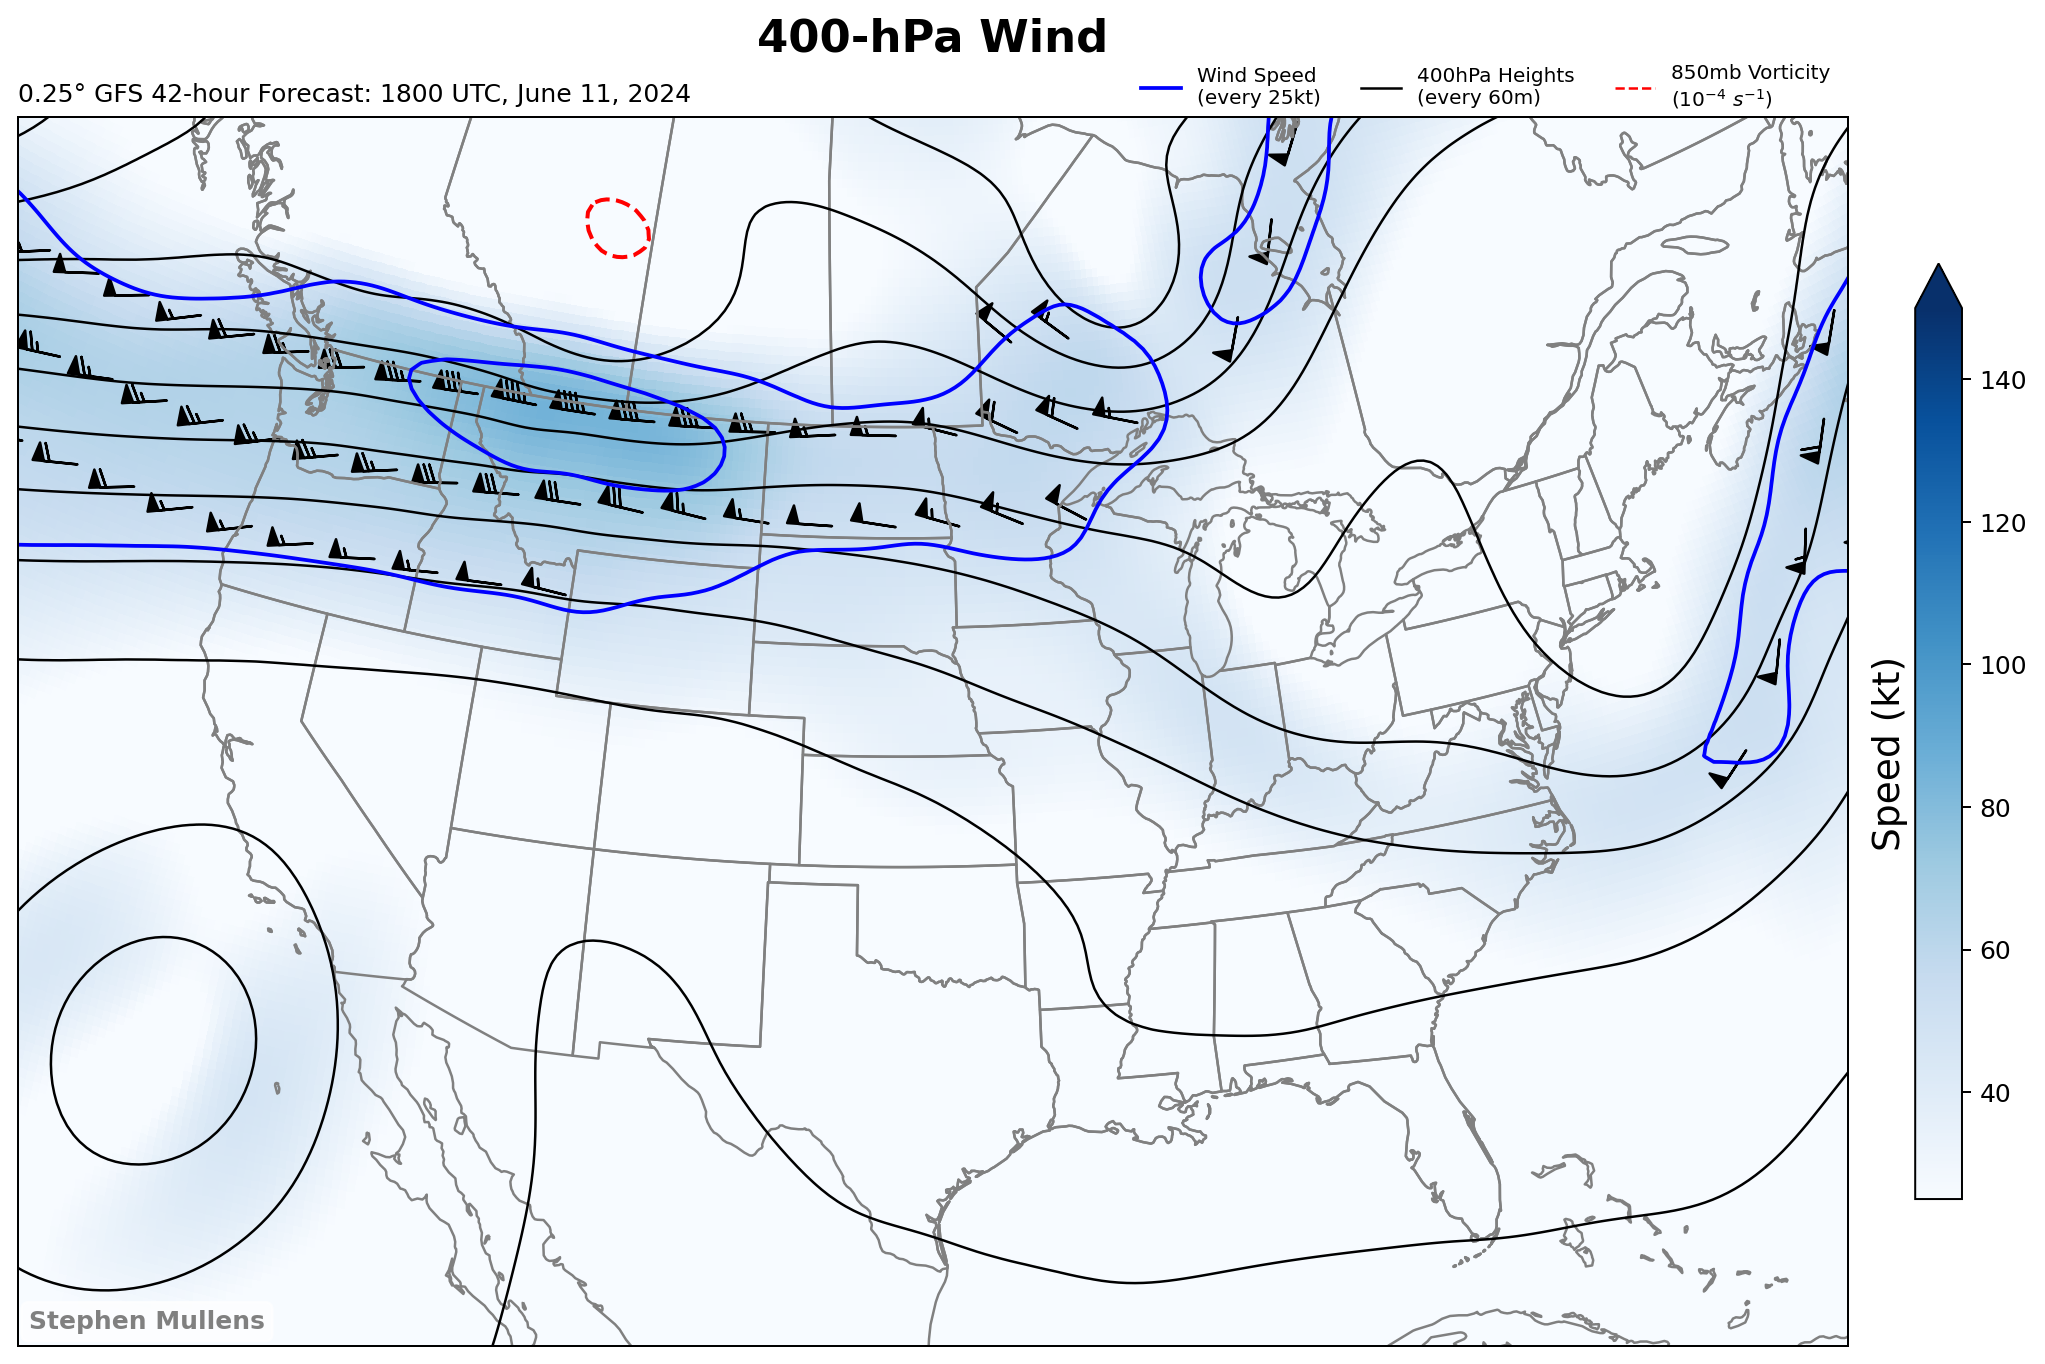 400-hPa Wind
0.25° GFS 42-hour Forecast: 1800 UTC, June 11, 2024
Wind Speed
(every 25kt)
400hPa Heights
(every 60m)
850mb Vorticity
(10⁻⁴ s⁻¹)
140
120
100
80
60
40
Speed (kt)
Stephen Mullens